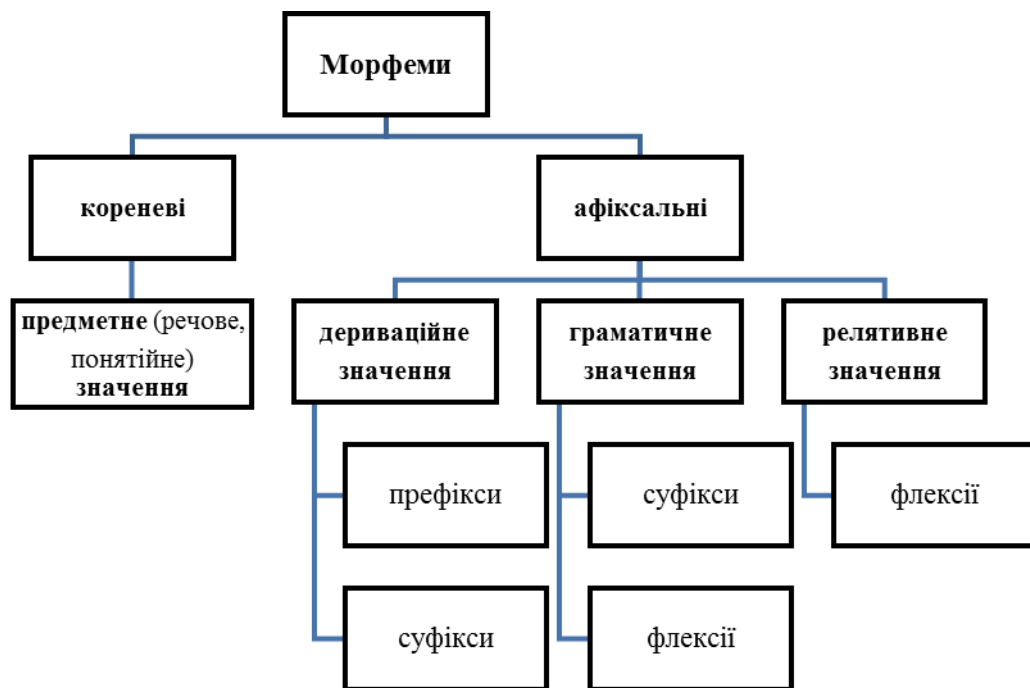 Морфеми
кореневі
афіксальні
предметне (речове,
понятійне)
значення
дериваційне
значення
граматичне
значення
релятивне
значення
префікси
суфікси
флексії
суфікси
флексії